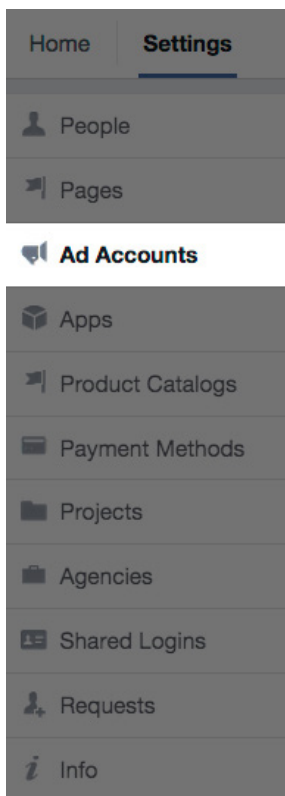 Home Settings
People
Pages
Ad Accounts
Apps
Product Catalogs
Payment Methods
Projects
Agencies
Shared Logins
Requests
Info